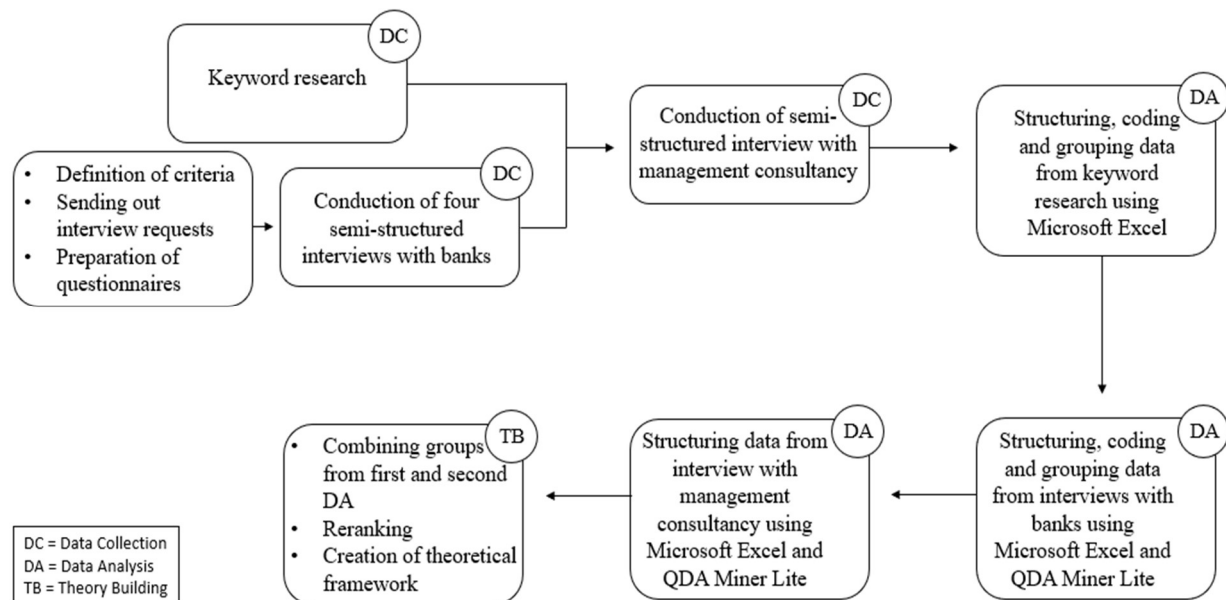 DC
Keyword research
• Definition of criteria
• Sending out
interview requests
• Preparation of
questionnaires
DC
Conduction of four
semi-structured
interviews with banks
DC
Conduction of semi-
structured interview with
management consultancy
DA
Structuring, coding
and grouping data
from keyword
research using
Microsoft Excel
DA
Structuring, coding
and grouping data
from interviews with
banks using
Microsoft Excel and
QDA Miner Lite
DA
Structuring data from
interview with
management
consultancy using
Microsoft Excel and
QDA Miner Lite
TB
• Combining groups
from first and second
DA
• Reranking
• Creation of theoretical
framework
DC = Data Collection
DA = Data Analysis
TB = Theory Building